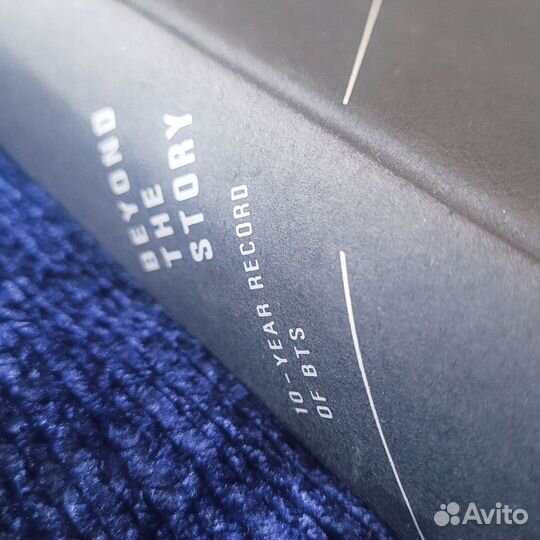 BEYOND
THE
STORY
10-YEAR RECORD
OF BTS
Avito